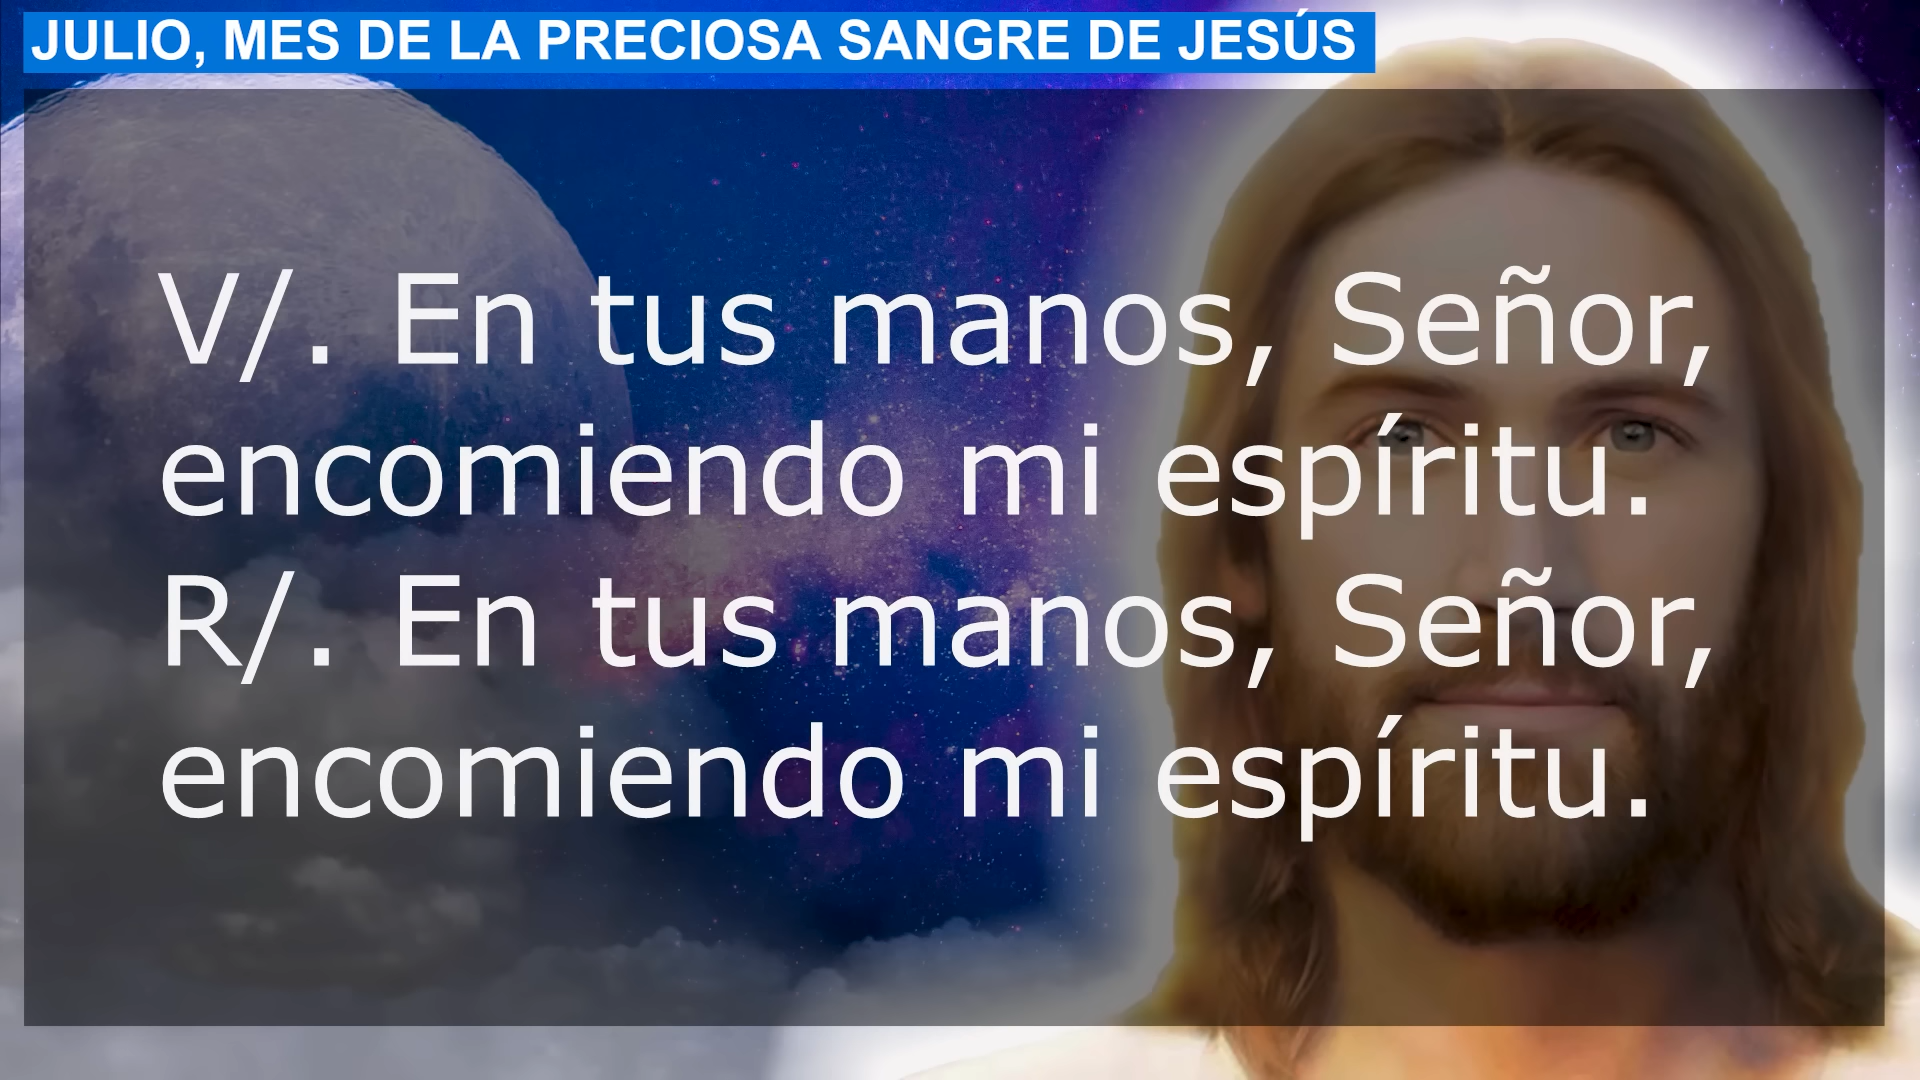 JULIO, MES DE LA PRECIOSA SANGRE DE JESÚS
V/. En tus manos, Señor,
encomiendo mi espíritu.
R/. En tus manos, Señor,
encomiendo mi espíritu.